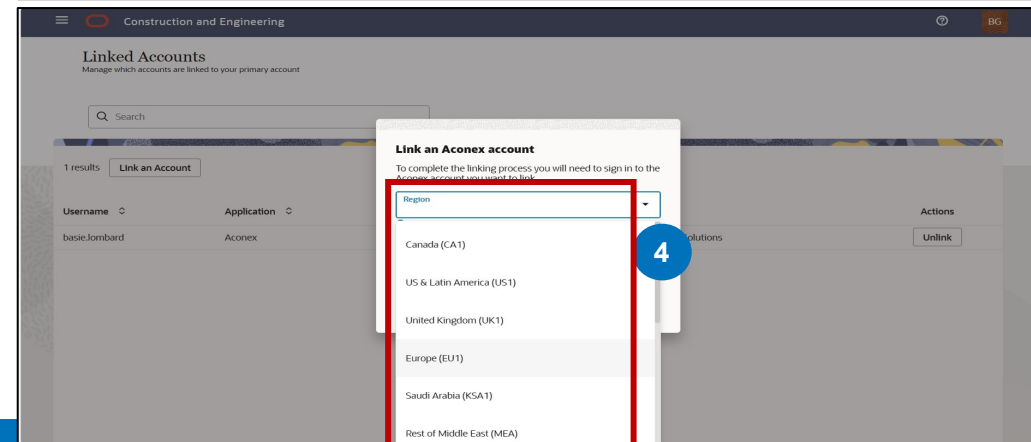 Construction and Engineering
BG
Linked Accounts
Manage which accounts are linked to your primary account
Search
Link an Aconex account
To complete the linking process you will need to sign in to the
Aconex account you want to link
1 results Link an Account
Region
Username Application Actions
basie.lombard Aconex olutions Unlink
Canada (CA1)
4
US & Latin America (US1)
United Kingdom (UK1)
Europe (EU1)
Saudi Arabia (KSA1)
Rest of Middle East (MEA)